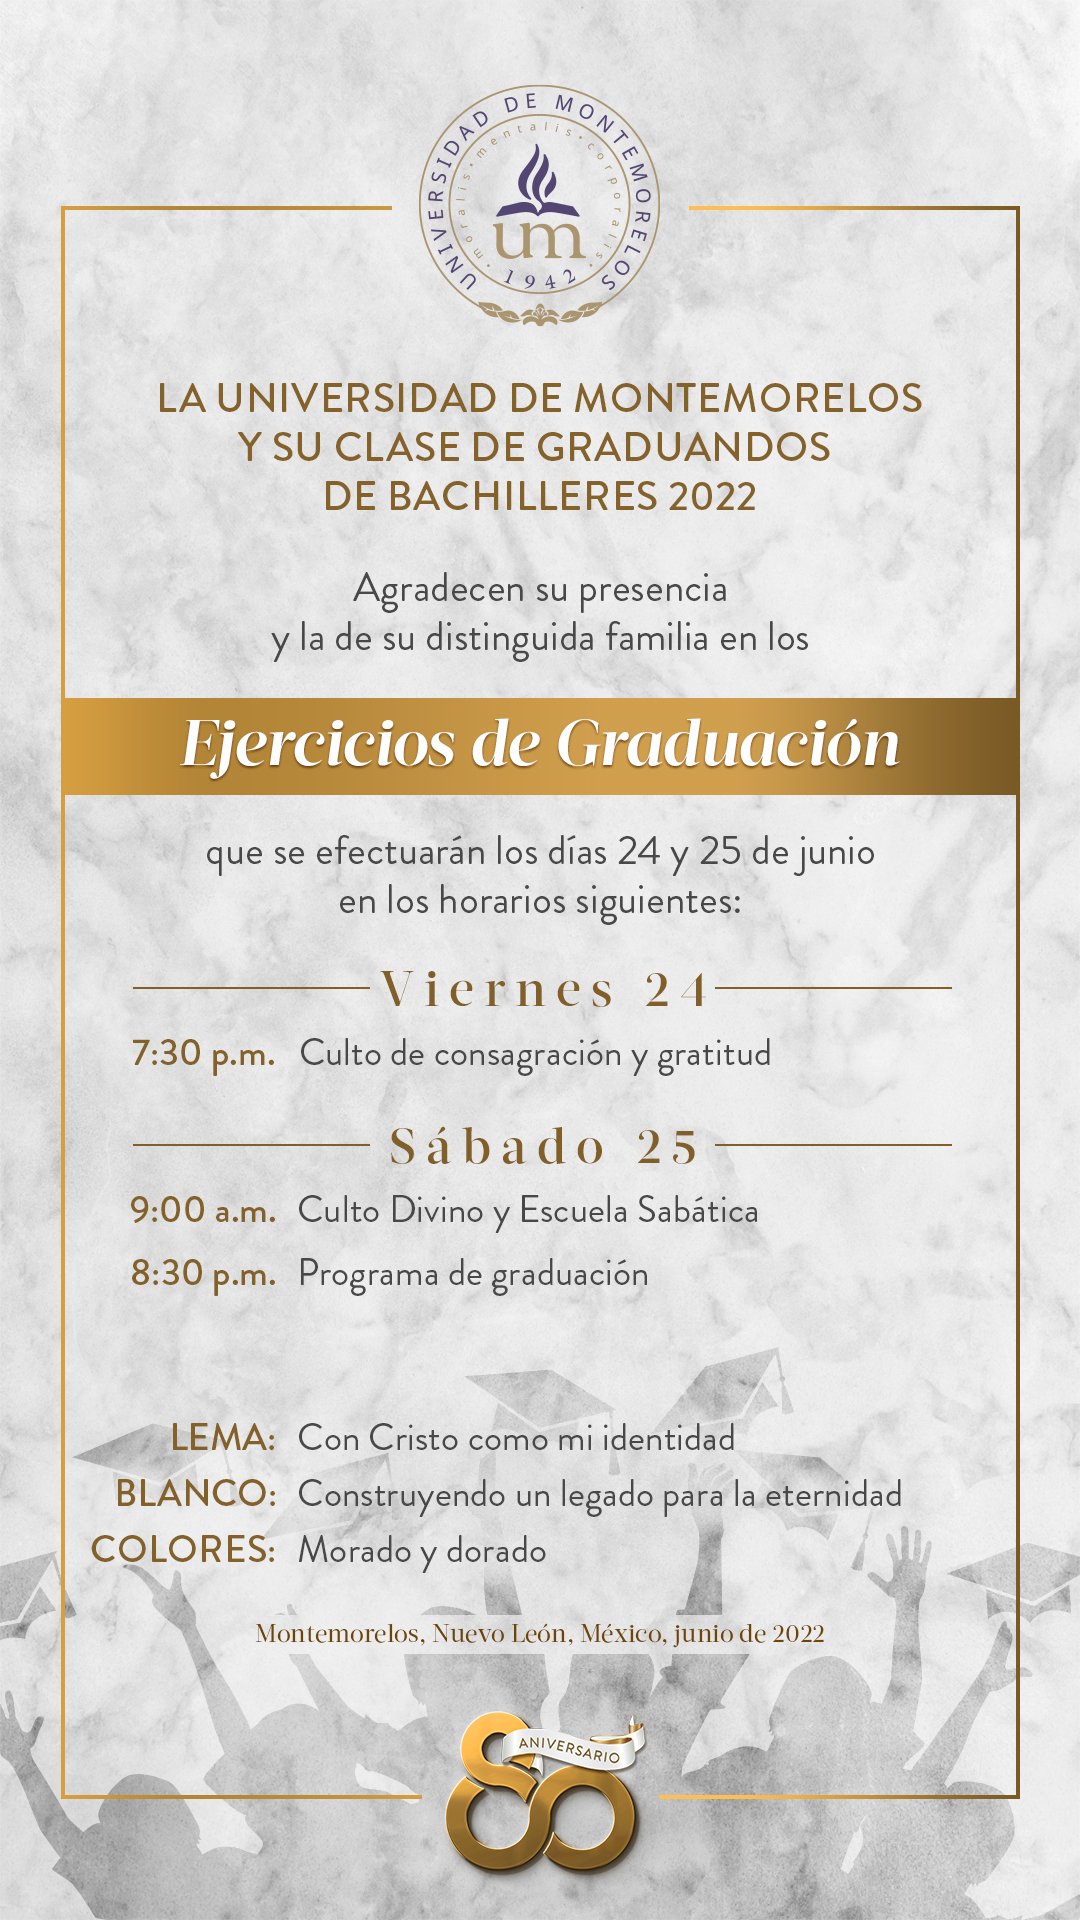 UNIVERSIDAD DE MONTEMORELOS
• moralis • mentalis • corporalis •
um
1942
LA UNIVERSIDAD DE MONTEMORELOS
Y SU CLASE DE GRADUANDOS
DE BACHILLERES 2022
Agradecen su presencia
y la de su distinguida familia en los
Ejercicios de Graduación
que se efectuarán los días 24 y 25 de junio
en los horarios siguientes:
Viernes 24
7:30 p.m. Culto de consagración y gratitud
Sábado 25
9:00 a.m. Culto Divino y Escuela Sabática
8:30 p.m. Programa de graduación
LEMA: Con Cristo como mi identidad
BLANCO: Construyendo un legado para la eternidad
COLORES: Morado y dorado
Montemorelos, Nuevo León, México, junio de 2022
80
ANIVERSARIO